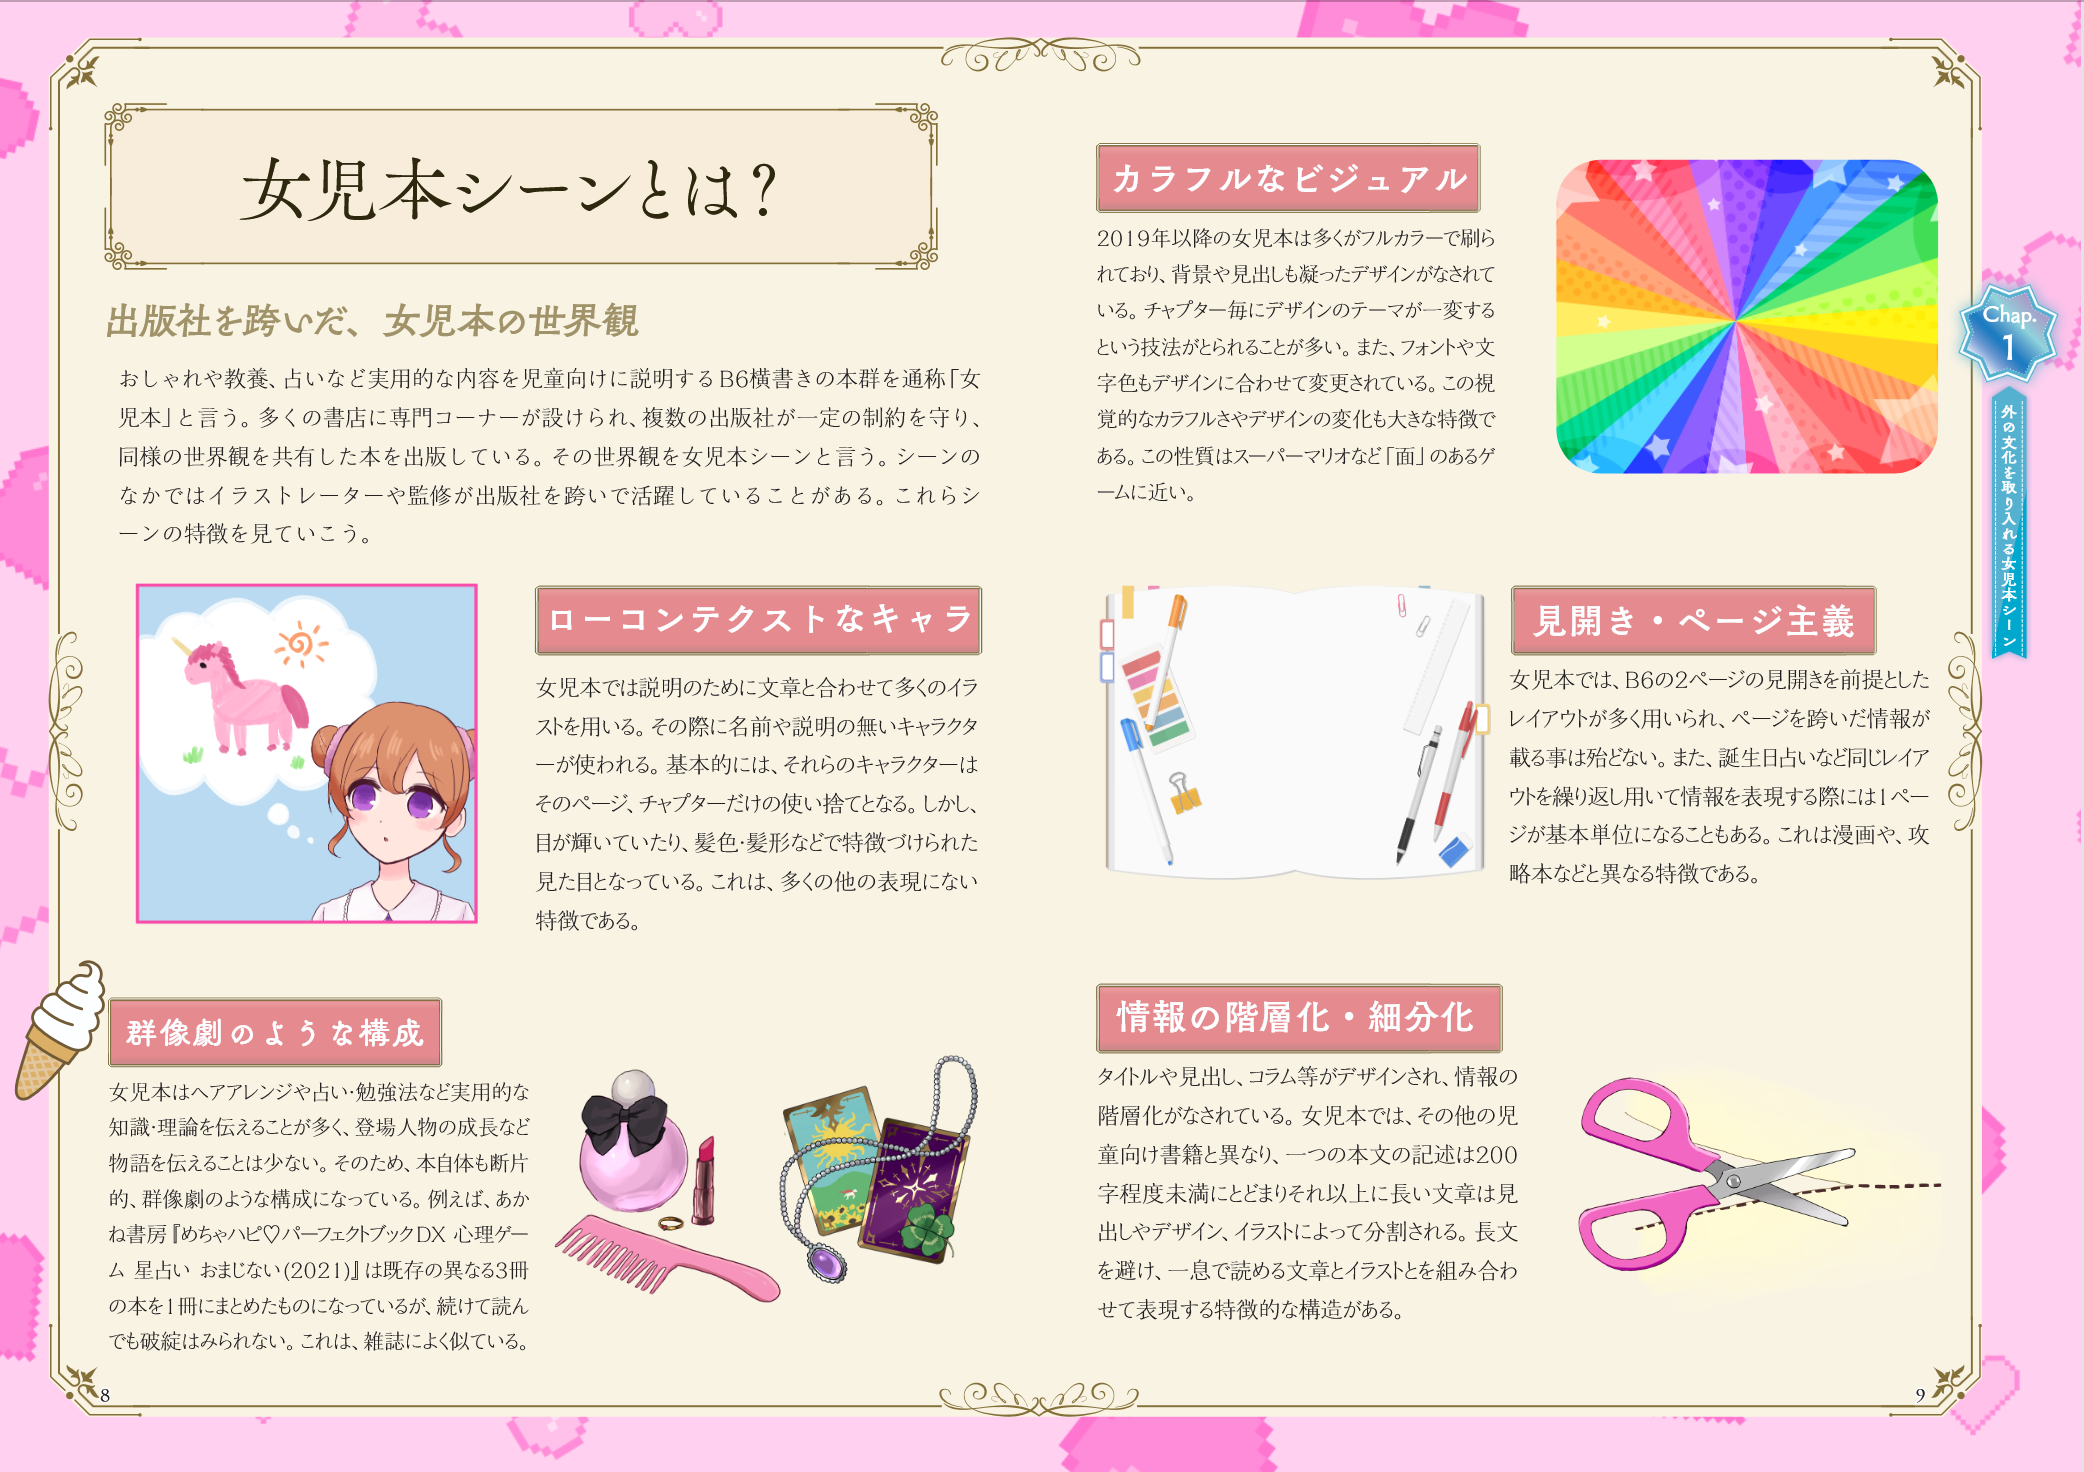 女児本シーンとは？
出版社を跨いだ、女児本の世界観
おしゃれや教養、占いなど実用的な内容を児童向けに説明するB6横書きの本群を通称「女
児本」と言う。多くの書店に専門コーナーが設けられ、複数の出版社が一定の制約を守り、
同様の世界観を共有した本を出版している。その世界観を女児本シーンと言う。シーンの
なかではイラストレーターや監修が出版社を跨いで活躍していることがある。これらシ
ーンの特徴を見ていこう。
ローコンテクストなキャラ
女児本では説明のために文章と合わせて多くのイラ
ストを用いる。その際に名前や説明の無いキャラクタ
ーが使われる。基本的には、それらのキャラクターは
そのページ、チャプターだけの使い捨てとなる。しかし、
目が輝いていたり、髪色・髪形などで特徴づけられた
見た目となっている。これは、多くの他の表現にない
特徴である。
群像劇のような構成
女児本はヘアアレンジや占い・勉強法など実用的な
知識・理論を伝えることが多く、登場人物の成長など
物語を伝えることは少ない。そのため、本自体も断片
的、群像劇のような構成になっている。例えば、あか
ね書房『めちゃハピ♡パーフェクトブックDX 心理ゲー
ム 星占い おまじない(2021)』は既存の異なる3冊
の本を1冊にまとめたものになっているが、続けて読ん
でも破綻はみられない。これは、雑誌によく似ている。
8
カラフルなビジュアル
2019年以降の女児本は多くがフルカラーで刷ら
れており、背景や見出しも凝ったデザインがなされて
いる。チャプター毎にデザインのテーマが一変する
という技法がとられることが多い。また、フォントや文
字色もデザインに合わせて変更されている。この視
覚的なカラフルさやデザインの変化も大きな特徴で
ある。この性質はスーパーマリオなど「面」のあるゲ
ームに近い。
見開き・ページ主義
女児本では、B6の2ページの見開きを前提とした
レイアウトが多く用いられ、ページを跨いだ情報が
載る事は殆どない。また、誕生日占いなど同じレイア
ウトを繰り返し用いて情報を表現する際には1ペー
ジが基本単位になることもある。これは漫画や、攻
略本などと異なる特徴である。
情報の階層化・細分化
タイトルや見出し、コラム等がデザインされ、情報の
階層化がなされている。女児本では、その他の児
童向け書籍と異なり、一つの本文の記述は200
字程度未満にとどまりそれ以上に長い文章は見
出しやデザイン、イラストによって分割される。長文
を避け、一息で読める文章とイラストとを組み合わ
せて表現する特徴的な構造がある。
9
Chap.
1
外の文化を取り入れる女児本シーン